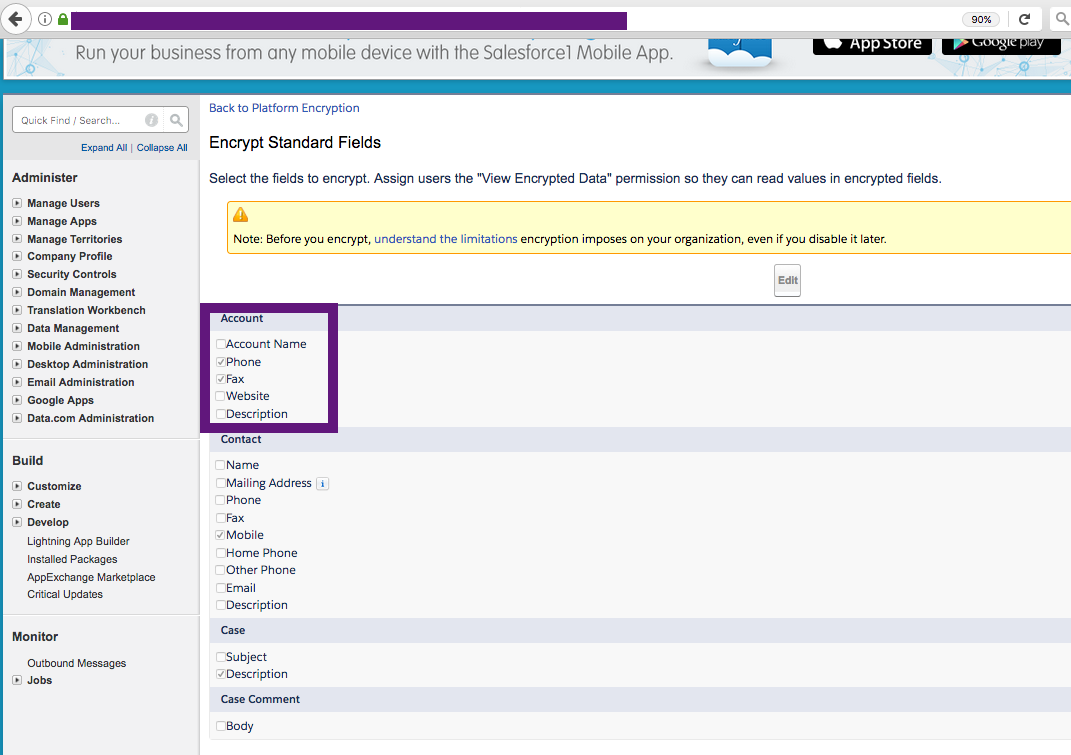 90%
Run your business from any mobile device with the Salesforce1 Mobile App.
App Store
Google play
Quick Find / Search...
Expand All | Collapse All
Administer
Manage Users
Manage Apps
Manage Territories
Company Profile
Security Controls
Domain Management
Translation Workbench
Data Management
Mobile Administration
Desktop Administration
Email Administration
Google Apps
Data.com Administration
Build
Customize
Create
Develop
Lightning App Builder
Installed Packages
AppExchange Marketplace
Critical Updates
Monitor
Outbound Messages
Jobs
Back to Platform Encryption
Encrypt Standard Fields
Select the fields to encrypt. Assign users the "View Encrypted Data" permission so they can read values in encrypted fields.
Note: Before you encrypt, understand the limitations encryption imposes on your organization, even if you disable it later.
Edit
Account
Account Name
Phone
Fax
Website
Description
Contact
Name
Mailing Address
Phone
Fax
Mobile
Home Phone
Other Phone
Email
Description
Case
Subject
Description
Case Comment
Body